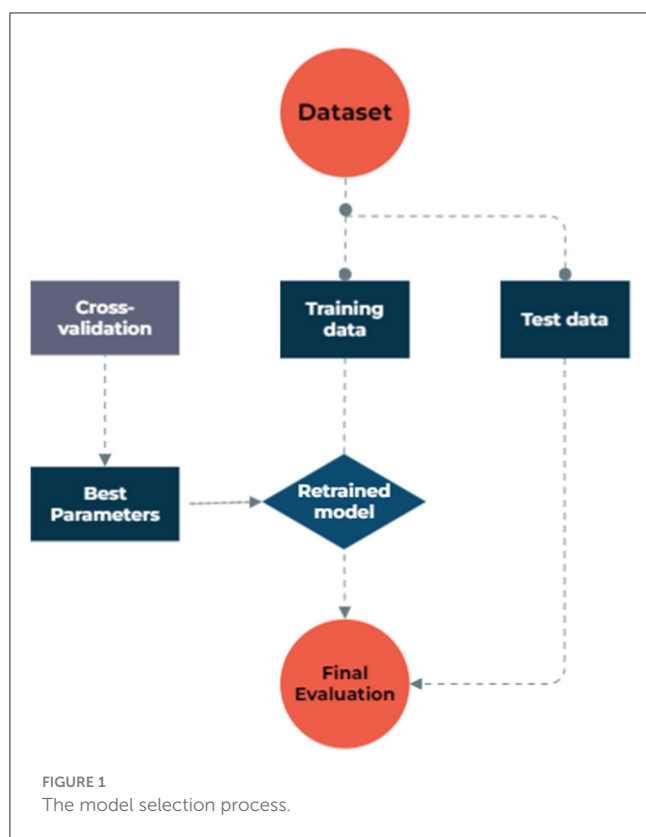 Dataset
Cross-
validation
Training
data
Test data
Best
Parameters
Retrained
model
Final
Evaluation
FIGURE 1
The model selection process.